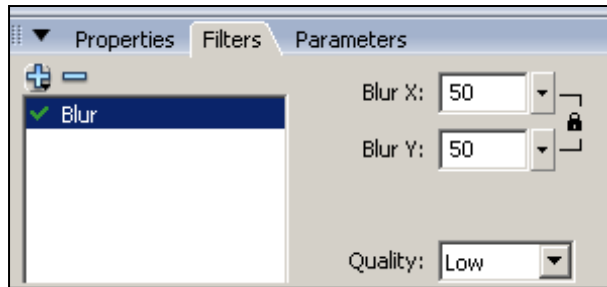 Properties Filters Parameters
Blur
Blur X: 50
Blur Y: 50
Quality: Low